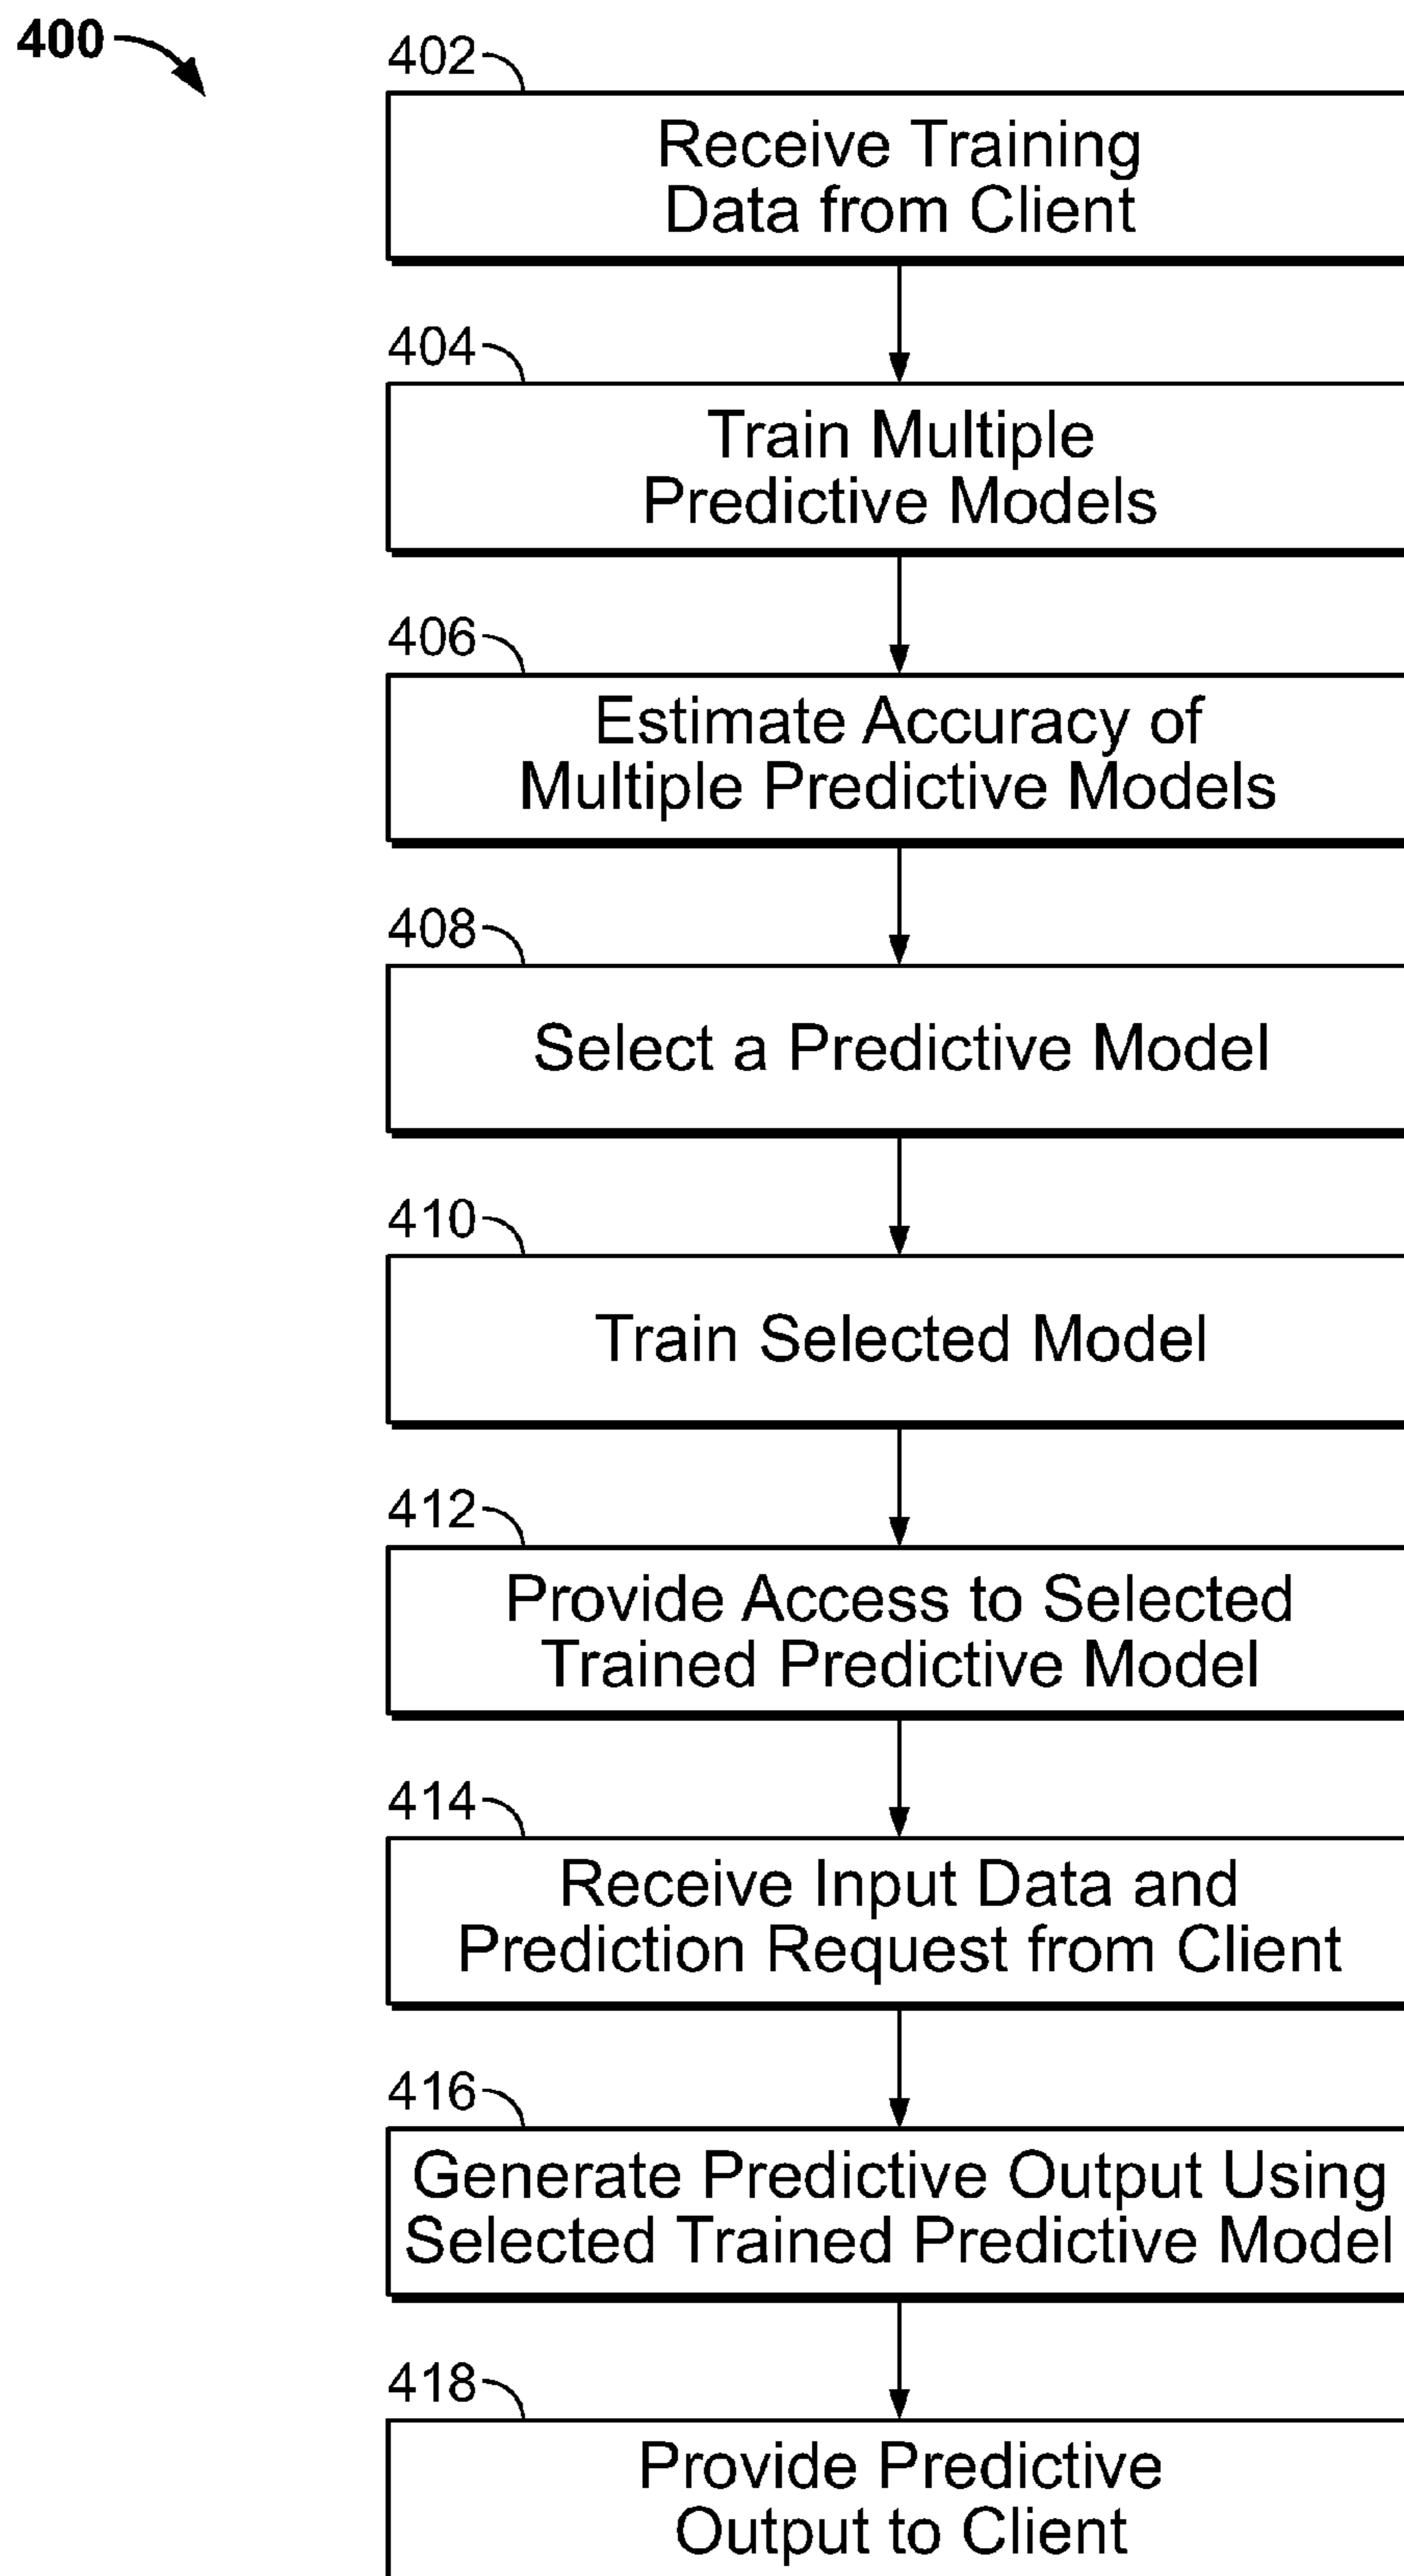 400
402
Receive Training
Data from Client
404
Train Multiple
Predictive Models
406
Estimate Accuracy of
Multiple Predictive Models
408
Select a Predictive Model
410
Train Selected Model
412
Provide Access to Selected
Trained Predictive Model
414
Receive Input Data and
Prediction Request from Client
416
Generate Predictive Output Using
Selected Trained Predictive Model
418
Provide Predictive
Output to Client